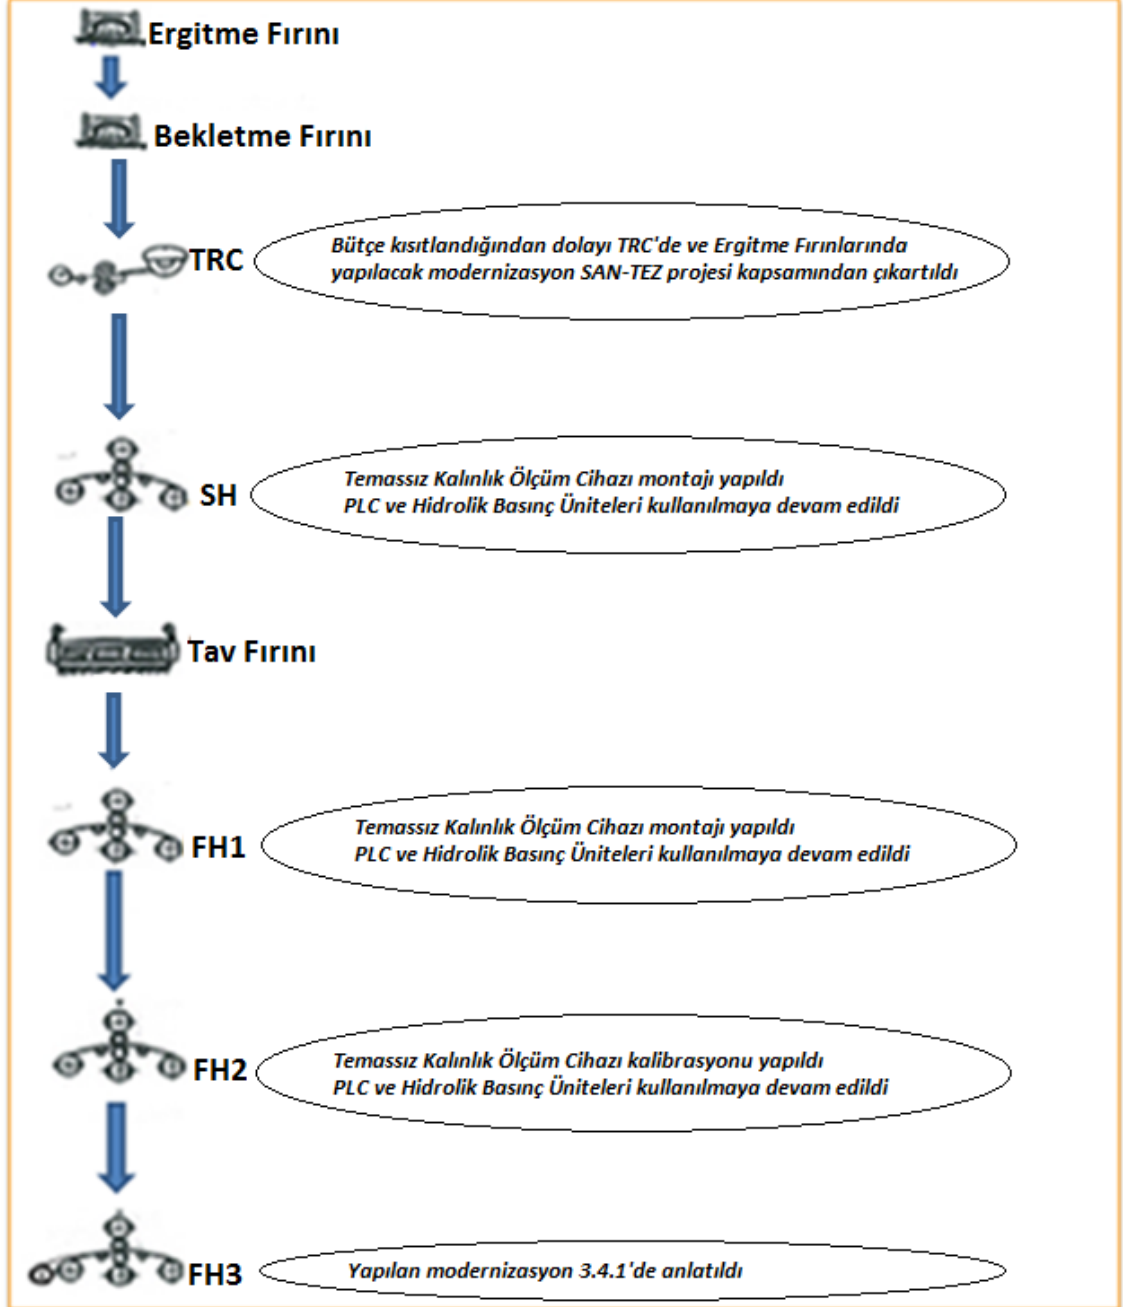 Ergitme Fırını
Bekletme Fırını
TRC
Bütçe kısıtlandığından dolayı TRC'de ve Ergitme Fırınlarında
yapılacak modernizasyon SAN-TEZ projesi kapsamından çıkartıldı
SH
Temassız Kalınlık Ölçüm Cihazı montajı yapıldı
PLC ve Hidrolik Basınç Üniteleri kullanılmaya devam edildi
Tav Fırını
FH1
Temassız Kalınlık Ölçüm Cihazı montajı yapıldı
PLC ve Hidrolik Basınç Üniteleri kullanılmaya devam edildi
FH2
Temassız Kalınlık Ölçüm Cihazı kalibrasyonu yapıldı
PLC ve Hidrolik Basınç Üniteleri kullanılmaya devam edildi
FH3
Yapılan modernizasyon 3.4.1'de anlatıldı